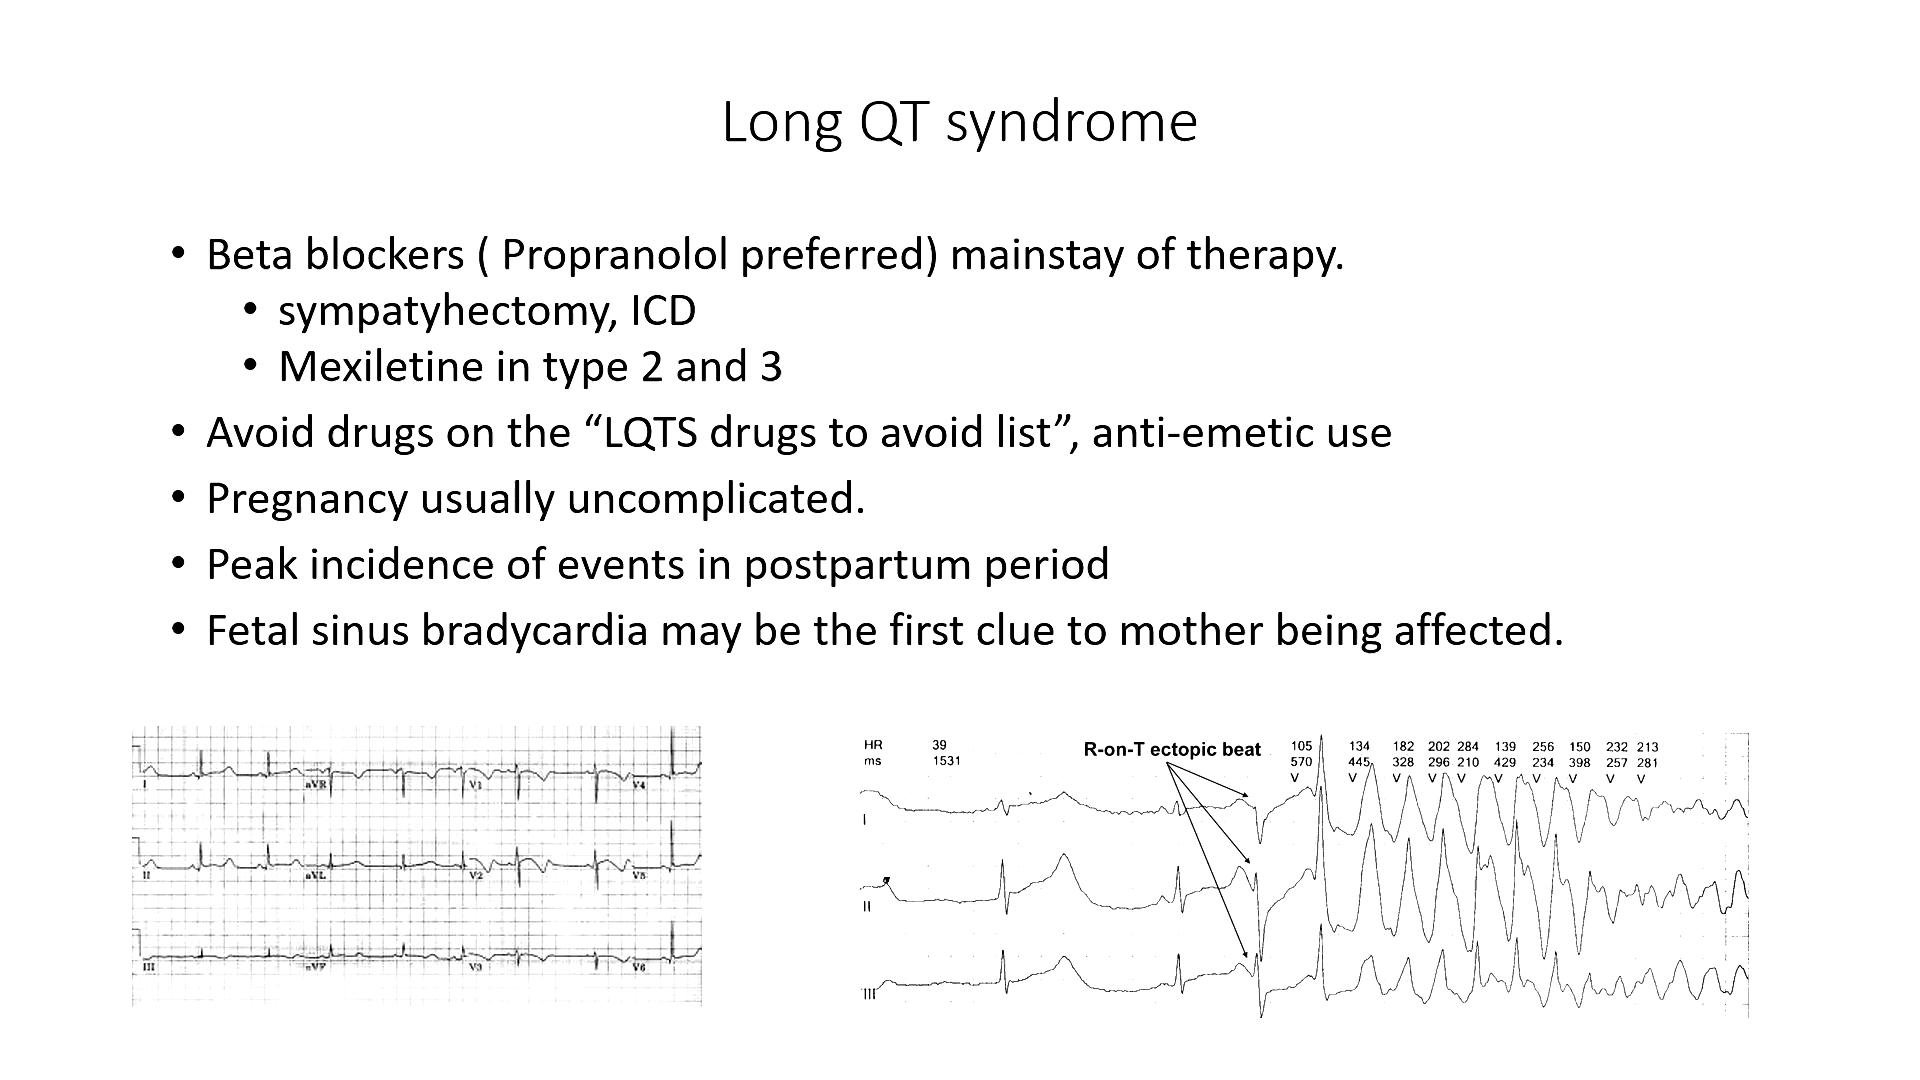 Long QT syndrome
• Beta blockers ( Propranolol preferred) mainstay of therapy.
• sympatyhectomy, ICD
• Mexiletine in type 2 and 3
• Avoid drugs on the “LQTS drugs to avoid list”, anti-emetic use
• Pregnancy usually uncomplicated.
• Peak incidence of events in postpartum period
• Fetal sinus bradycardia may be the first clue to mother being affected.
I aVR V1 V4
II aVL V2 V5
III aVF V3 V6
HR 39 R-on-T ectopic beat 105 134 182 202 284 139 256 150 232 213
ms 1531 570 445 328 296 210 429 234 398 257 281
V V V V V V V V V V
I
II
III